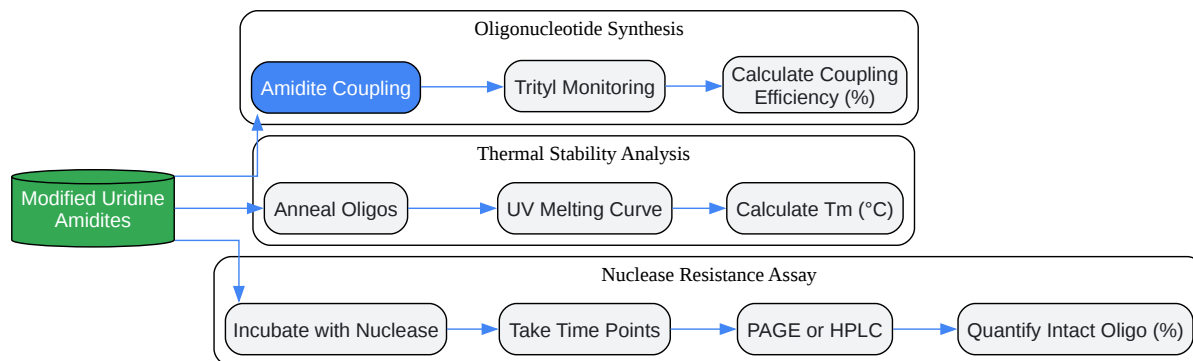 Oligonucleotide Synthesis
Amidite Coupling
Trityl Monitoring
Calculate Coupling
Efficiency (%)
Thermal Stability Analysis
Modified Uridine
Amidites
Anneal Oligos
UV Melting Curve
Calculate Tm (°C)
Nuclease Resistance Assay
Incubate with Nuclease
Take Time Points
PAGE or HPLC
Quantify Intact Oligo (%)